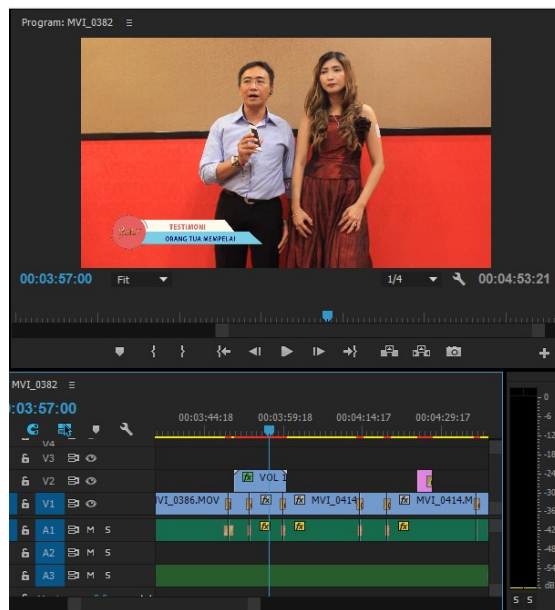 Program: MVI_0382
TESTIMONI
ORANG TUA MEMPELAI
00:03:57:00
Fit
1/4
00:04:53:21
MVI_0382
:03:57:00
00:03:44:18
00:03:59:18
00:04:14:17
00:04:29:17
V4
V3
V2
VOL 1
V1
VI_0386.MOV
MVI_0414
MVI_0414.M
A1 M S
A2 M S
A3 M S
0
-6
-12
-18
-24
-30
-36
-42
-48
-54
dB
S S